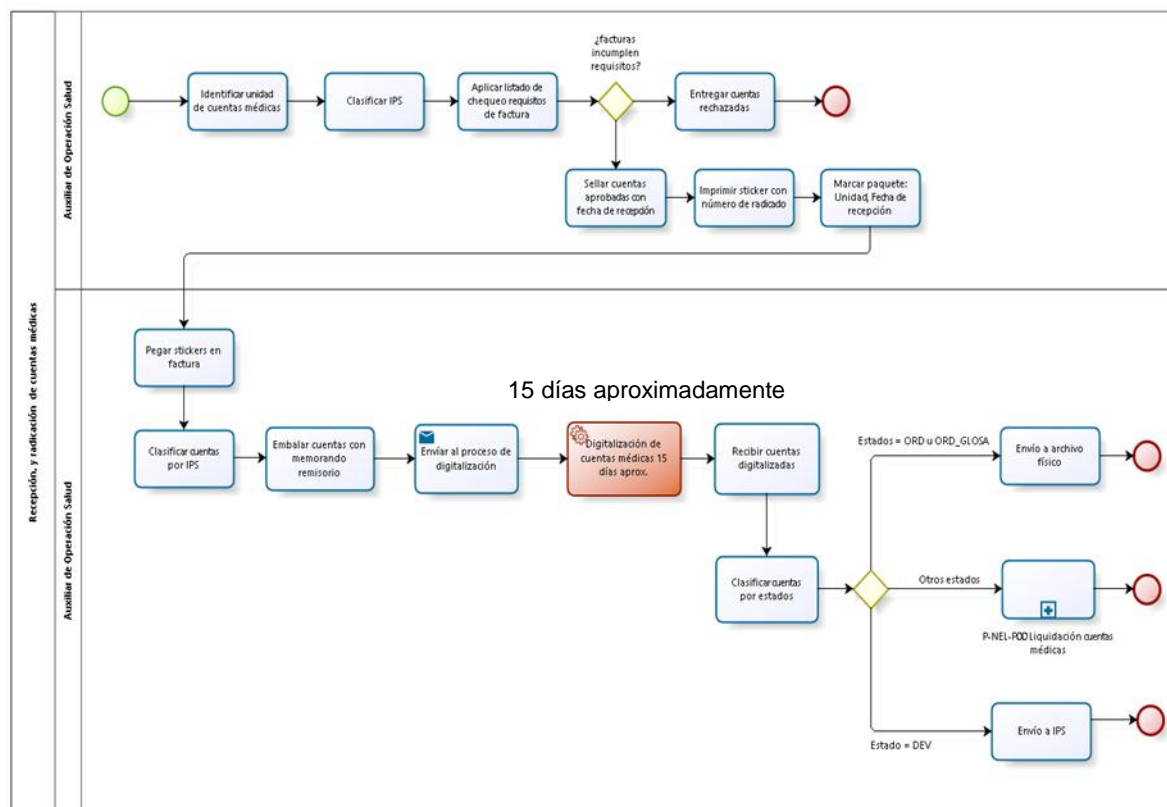 Recepción, y radicación de cuentas médicas
Auxiliar de Operación Salud
¿facturas
incumplen
requisitos?
Identificar unidad
de cuentas médicas
Clasificar IPS
Aplicar listado de
chequeo requisitos
de factura
Entregar cuentas
rechazadas
Sellar cuentas
aprobadas con
fecha de recepción
Imprimir sticker con
número de radicado
Marcar paquete:
Unidad, Fecha de
recepción
Auxiliar de Operación Salud
Pegar stickers en
factura
15 días aproximadamente
Clasificar cuentas
por IPS
Embalar cuentas con
memorando
remisorio
Envíar al proceso de
digitalización
Digitalización de
cuentas médicas 15
días aprox.
Recibir cuentas
digitalizadas
Estados = ORD u ORD_GLOSA
Envío a archivo
físico
Clasificar cuentas
por estados
Otros estados
Liquidación cuentas
médicas
Estado = DEV
Envío a IPS